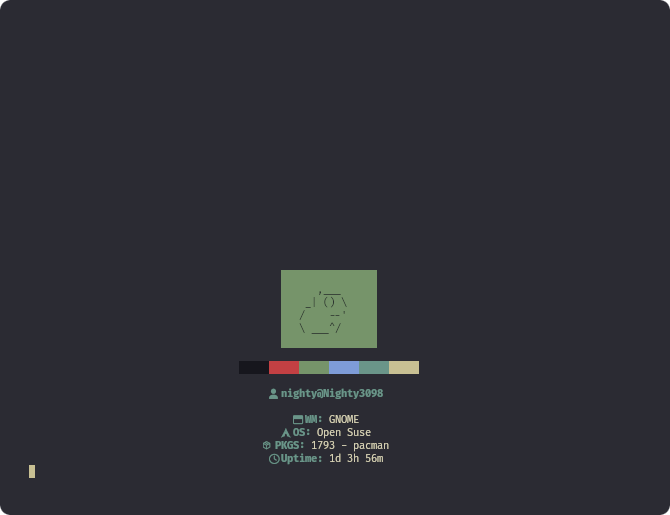 nighty@Nighty3098
WM: GNOME
OS: Open Suse
PKGS: 1793 - pacman
Uptime: 1d 3h 56m